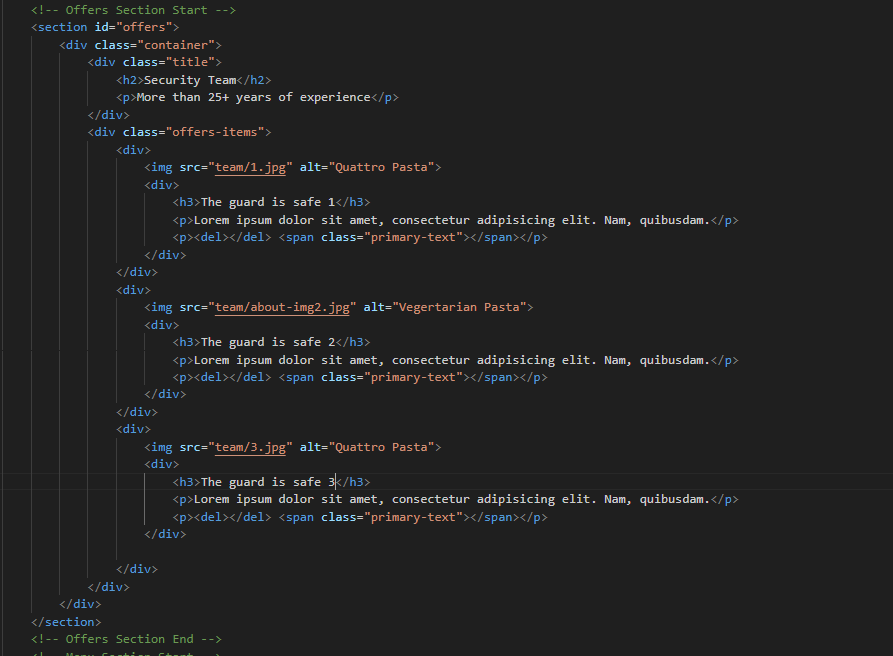 <!-- Offers Section Start -->
<section id="offers">
<div class="container">
<div class="title">
<h2>Security Team</h2>
<p>More than 25+ years of experience</p>
</div>
<div class="offers-items">
<div>
<img src="team/1.jpg" alt="Quattro Pasta">
<div>
<h3>The guard is safe 1</h3>
<p>Lorem ipsum dolor sit amet, consectetur adipisicing elit. Nam, quibusdam.</p>
<p><del></del> <span class="primary-text"></span></p>
</div>
</div>
<div>
<img src="team/about-img2.jpg" alt="Vegertarian Pasta">
<div>
<h3>The guard is safe 2</h3>
<p>Lorem ipsum dolor sit amet, consectetur adipisicing elit. Nam, quibusdam.</p>
<p><del></del> <span class="primary-text"></span></p>
</div>
</div>
<div>
<img src="team/3.jpg" alt="Quattro Pasta">
<div>
<h3>The guard is safe 3</h3>
<p>Lorem ipsum dolor sit amet, consectetur adipisicing elit. Nam, quibusdam.</p>
<p><del></del> <span class="primary-text"></span></p>
</div>
</div>
</div>
</div>
</section>
<!-- Offers Section End -->
<!-- Menu Section Start -->